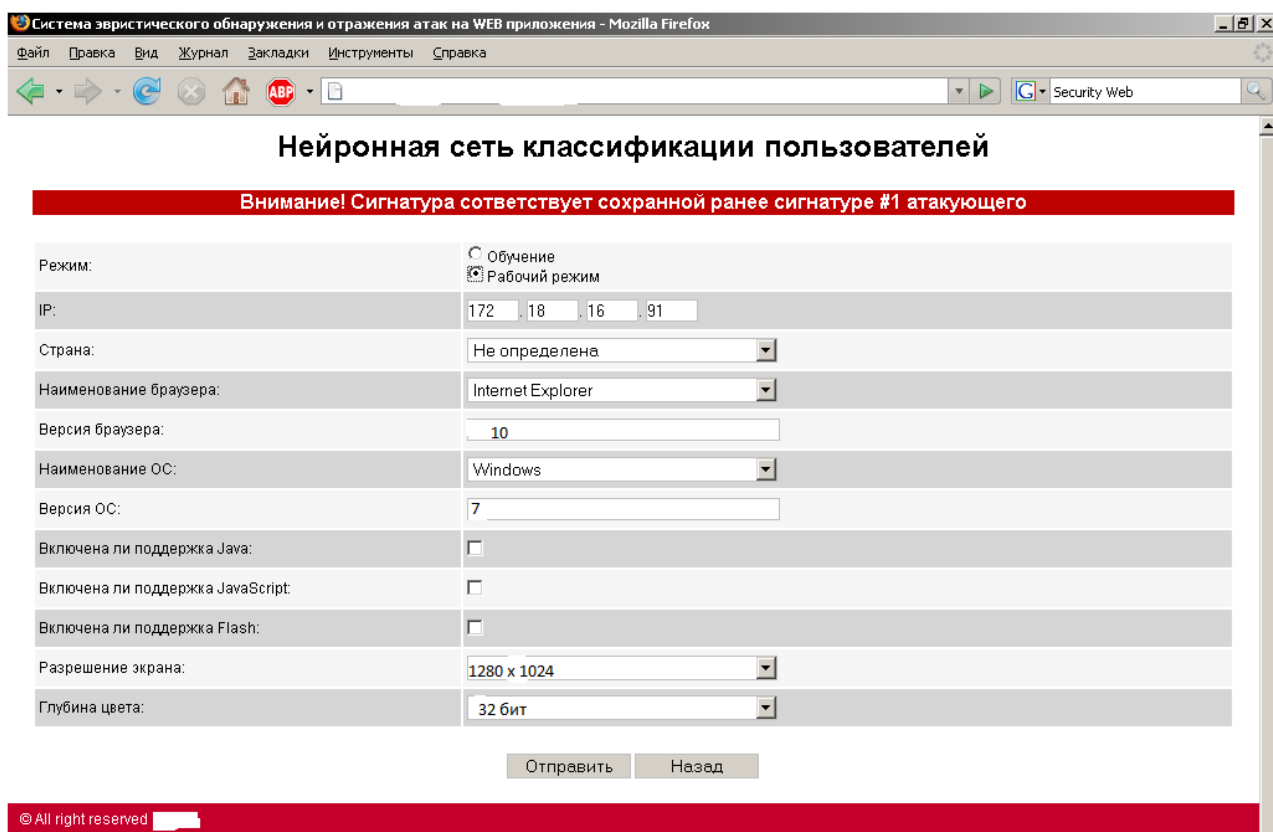 Система эвристического обнаружения и отражения атак на WEB приложения - Mozilla Firefox
Файл Правка Вид Журнал Закладки Инструменты Справка
ABP G Security Web
Нейронная сеть классификации пользователей
Внимание! Сигнатура сответствует сохранной ранее сигнатуре #1 атакующего
Режим:
Обучение
Рабочий режим
IP: 172 . 18 . 16 . 91
Страна: Не определена
Наименование браузера: Internet Explorer
Версия браузера: 10
Наименование ОС: Windows
Версия ОС: 7
Включена ли поддержка Java:
Включена ли поддержка JavaScript:
Включена ли поддержка Flash:
Разрешение экрана: 1280 x 1024
Глубина цвета: 32 бит
Отправить Назад
© All right reserved